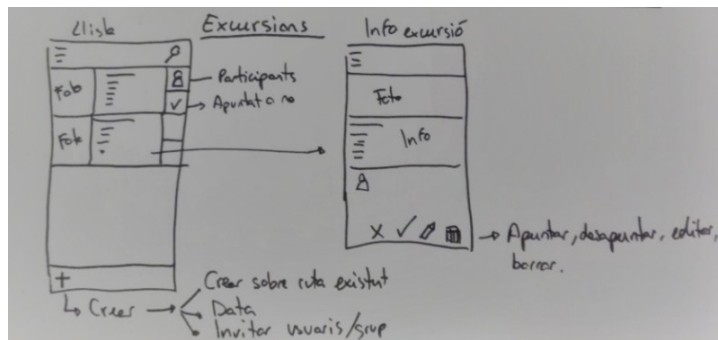 Llista
Excursions
Info excursió
Foto
Participants
Apuntat o no
Foto
Foto
Info
Apuntar, desapuntar, editar,
borrar.
+
Crear
Crear sobre ruta existent
Data
Invitar usuaris/grup